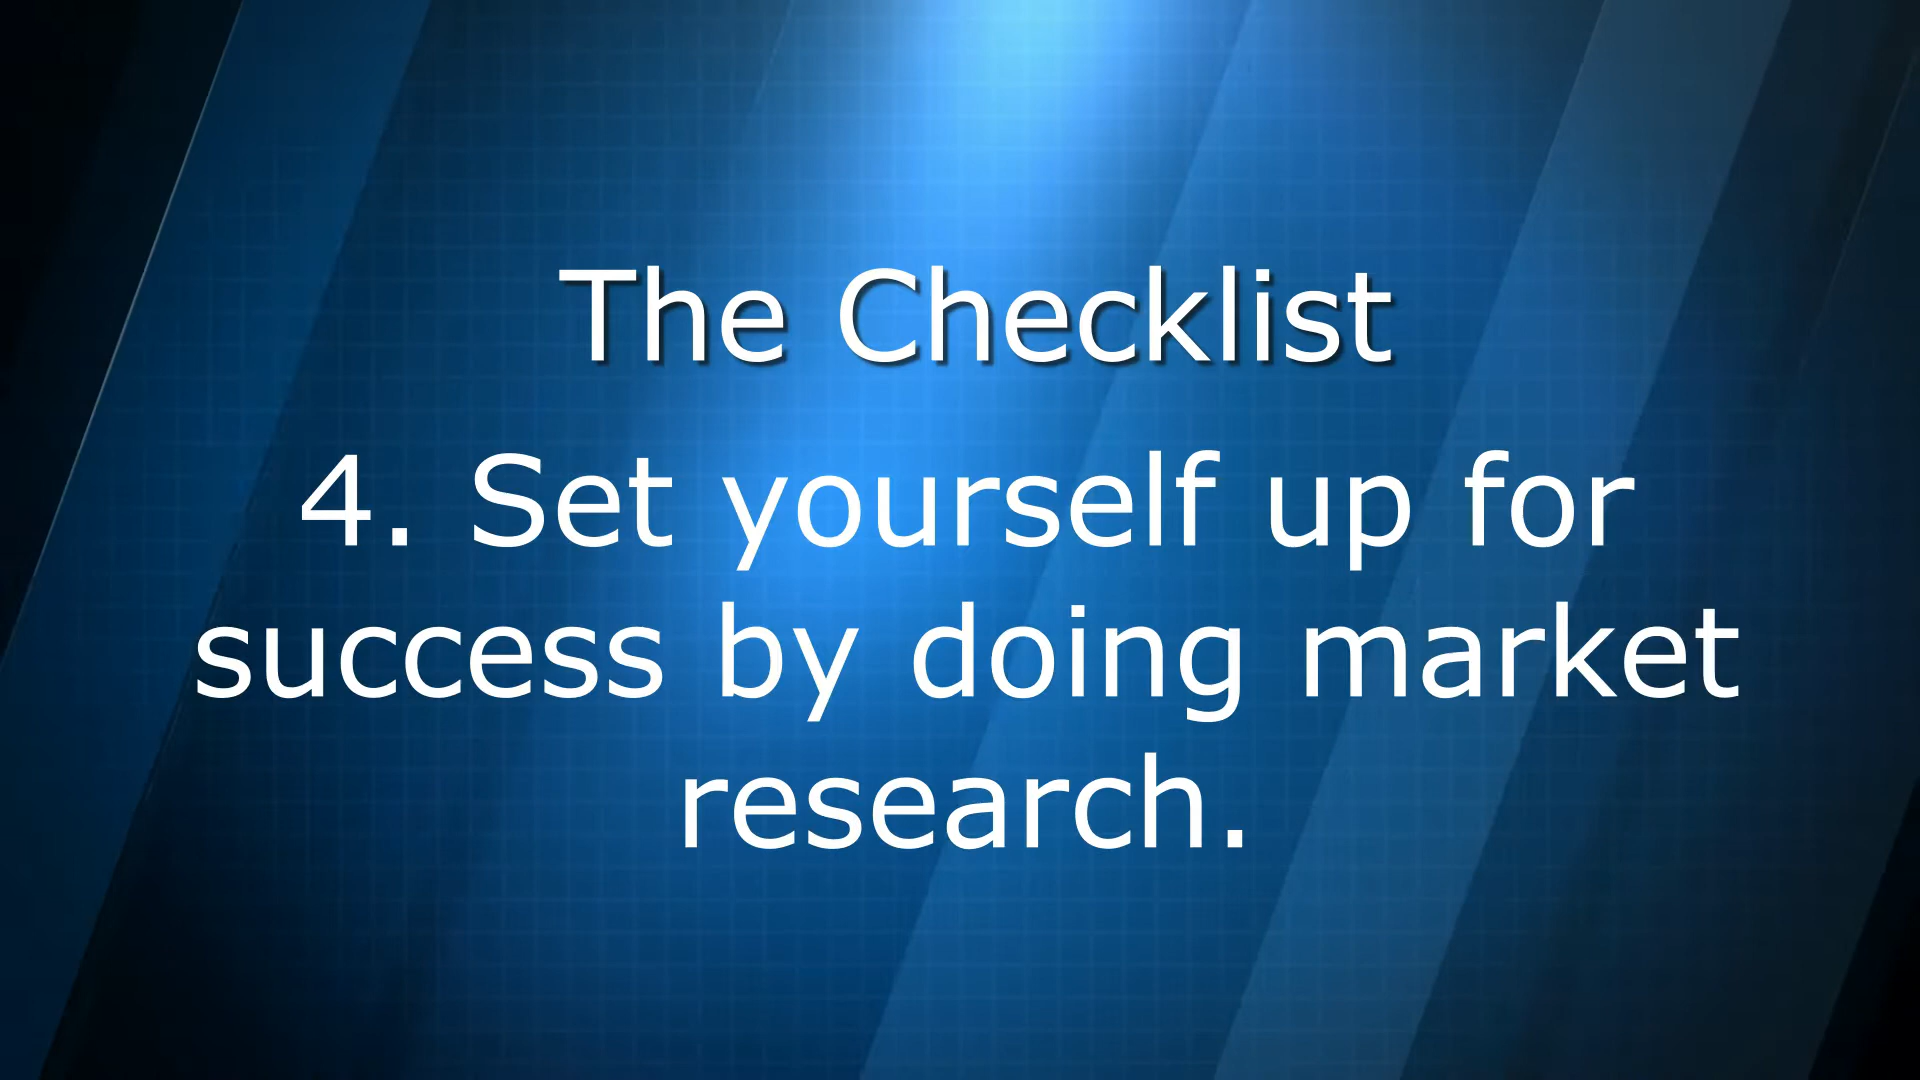 The Checklist
4. Set yourself up for
success by doing market
research.